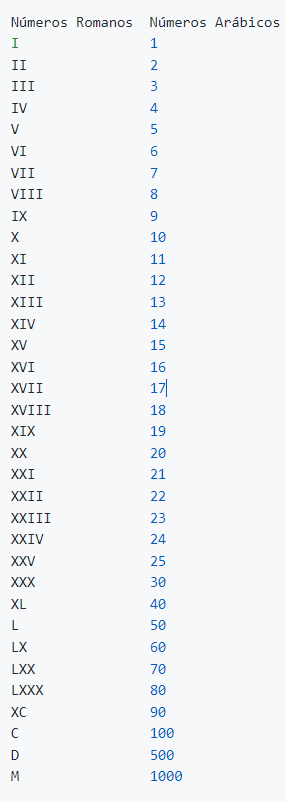 Números Romanos  Números Arábicos
I                1
II               2
III              3
IV               4
V                5
VI               6
VII              7
VIII             8
IX               9
X                10
XI               11
XII              12
XIII             13
XIV              14
XV               15
XVI              16
XVII             17
XVIII            18
XIX              19
XX               20
XXI              21
XXII             22
XXIII            23
XXIV             24
XXV              25
XXX              30
XL               40
L                50
LX               60
LXX              70
LXXX             80
XC               90
C                100
D                500
M                1000